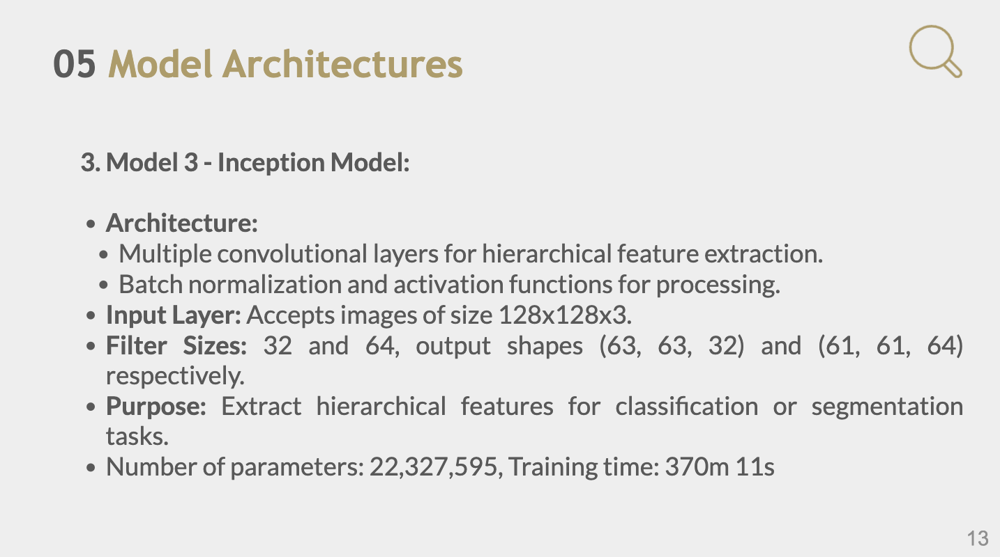 05 Model Architectures
3. Model 3 - Inception Model:
• Architecture:
• Multiple convolutional layers for hierarchical feature extraction.
• Batch normalization and activation functions for processing.
• Input Layer: Accepts images of size 128x128x3.
• Filter Sizes: 32 and 64, output shapes (63, 63, 32) and (61, 61, 64)
respectively.
• Purpose: Extract hierarchical features for classification or segmentation
tasks.
• Number of parameters: 22,327,595, Training time: 370m 11s
13